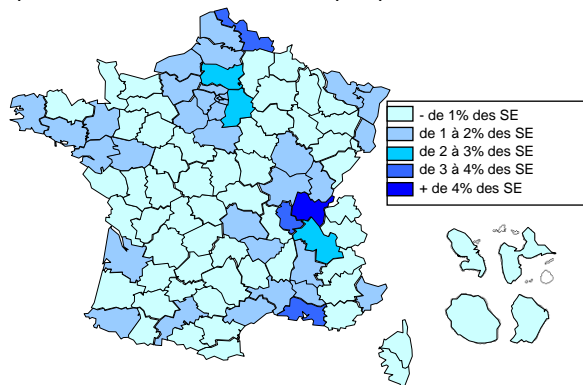 - de 1% des SE
de 1 à 2% des SE
de 2 à 3% des SE
de 3 à 4% des SE
+ de 4% des SE